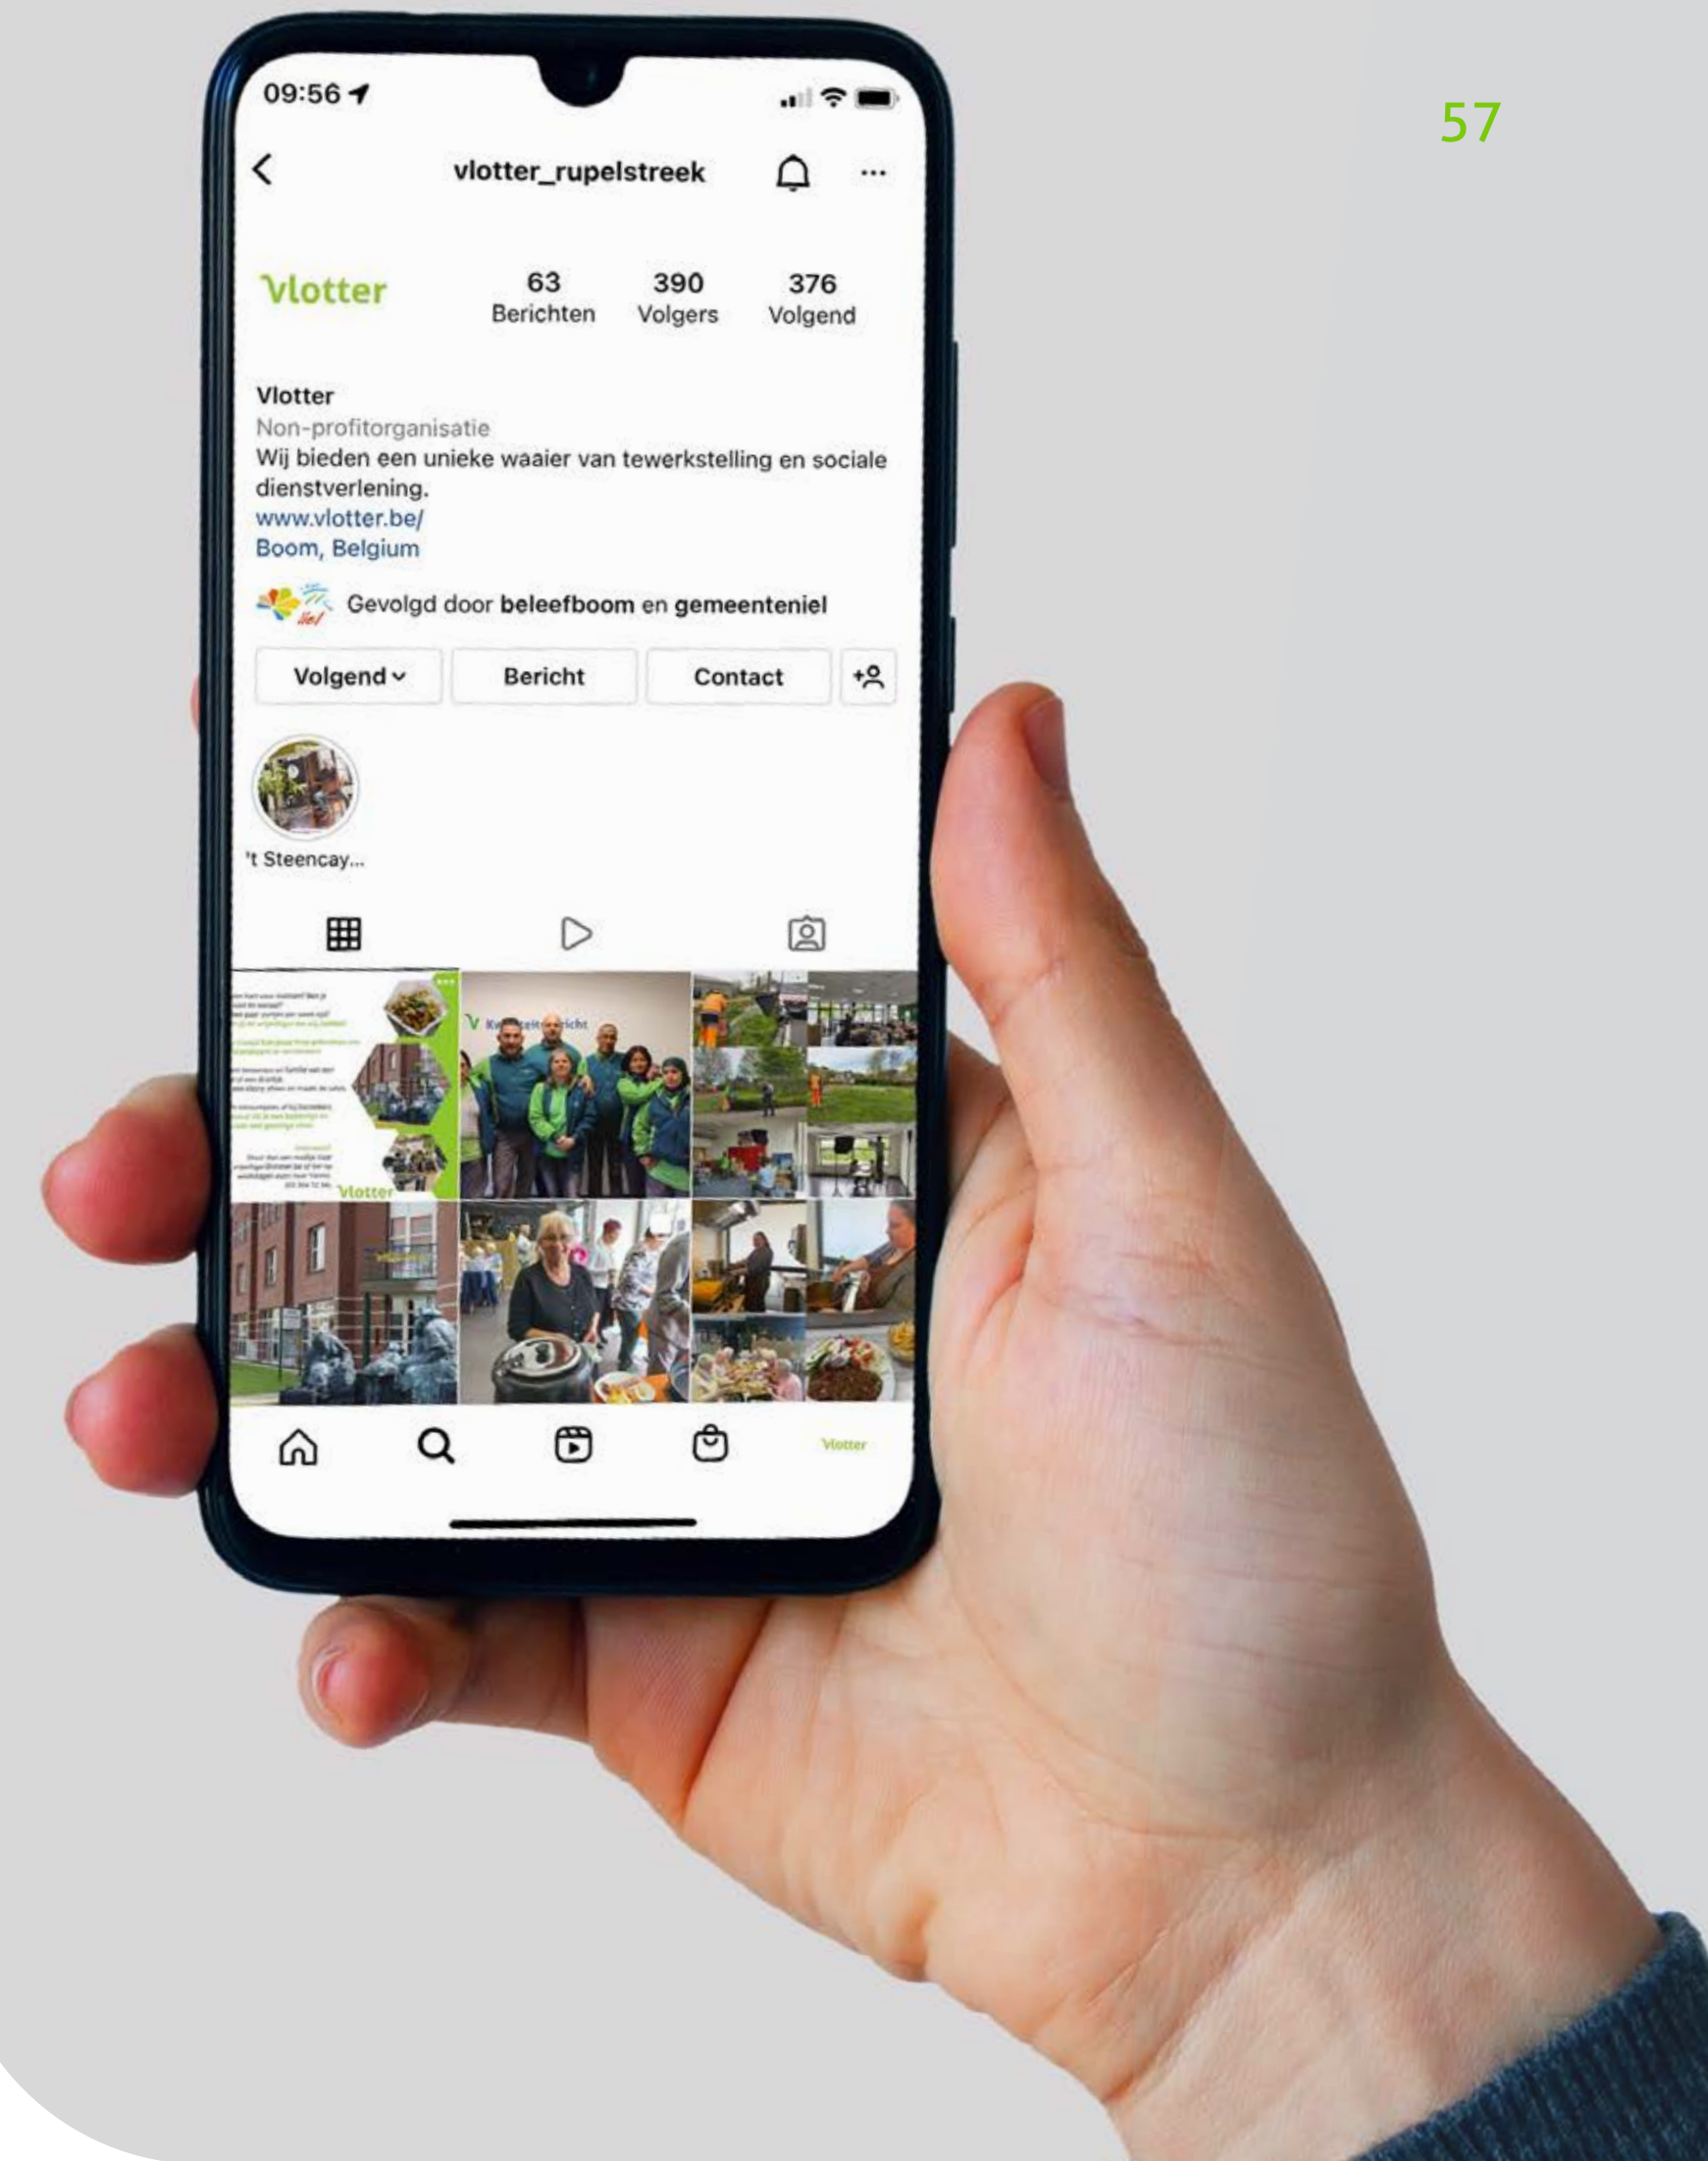 57
09:56
vlotter_rupelstreek
Vlotter
63
390
376
Berichten
Volgers
Volgend
Vlotter
Non-profitorganisatie
Wij bieden een unieke waaier van tewerkstelling en sociale
dienstverlening.
www.vlotter.be/
Boom, Belgium
Gevolgd door beleefboom en gemeenteniel
Volgend
Bericht
Contact
't Steencay...
Vlotter
Vlotter